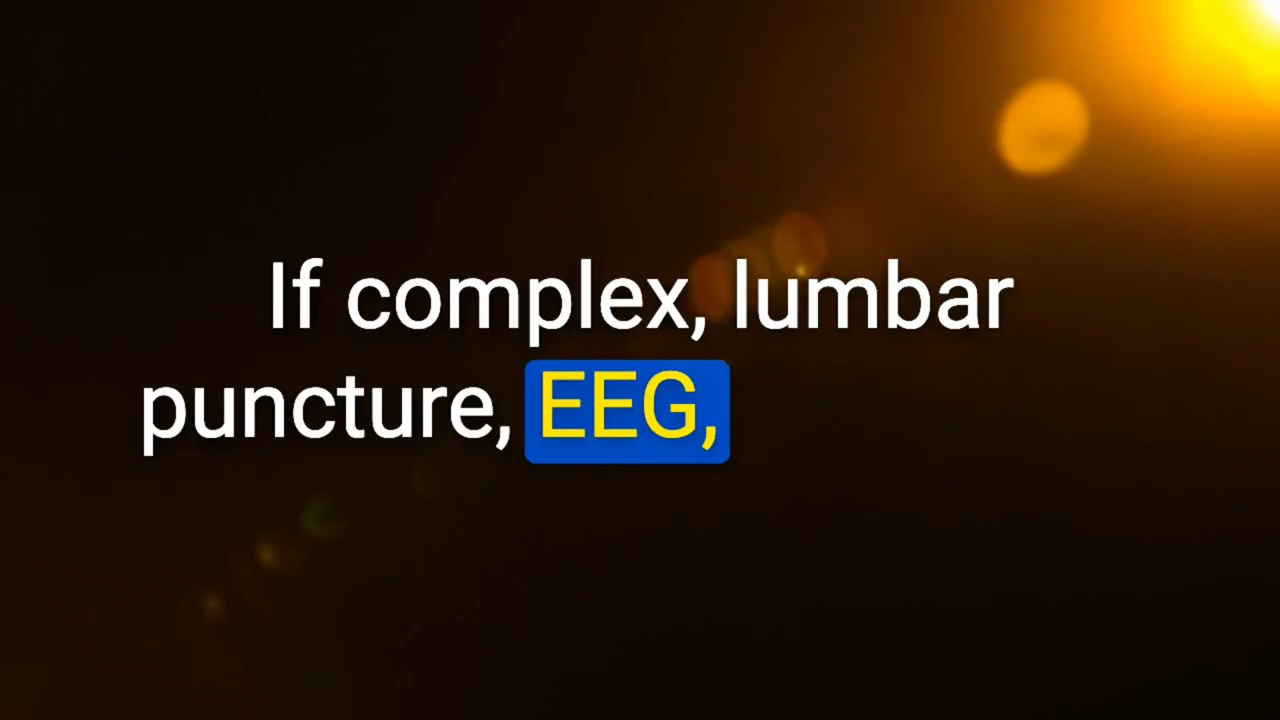 If complex, lumbar
puncture, EEG,